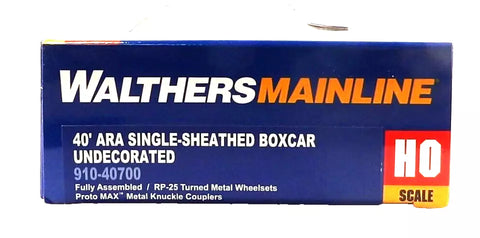 WALTHERSMAINLINE®
40' ARA SINGLE-SHEATHED BOXCAR
UNDECORATED
910-40700
Fully Assembled / RP-25 Turned Metal Wheelsets
Proto MAX™ Metal Knuckle Couplers
HO
SCALE